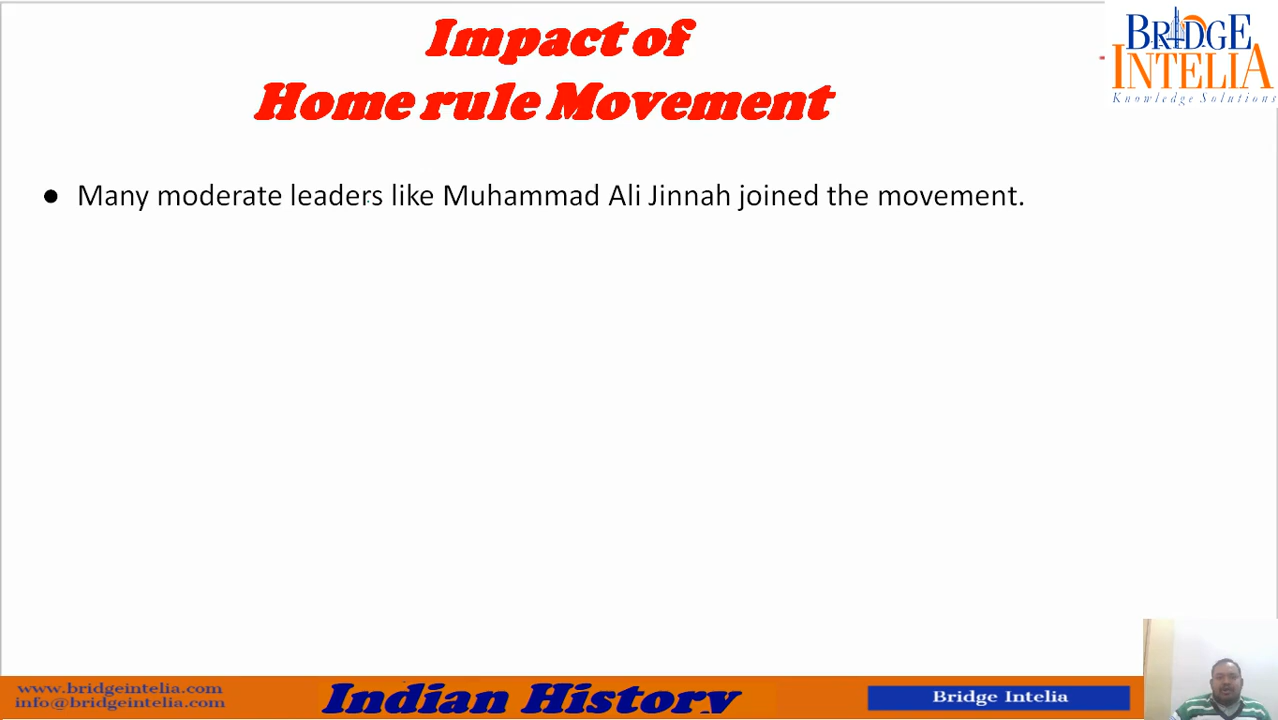 Impact of
Home rule Movement
BRIDGE
INTELIA
Knowledge Solutions
● Many moderate leaders like Muhammad Ali Jinnah joined the movement.
www.bridgeintelia.com
info@bridgeintelia.com
Indian History
Bridge Intelia